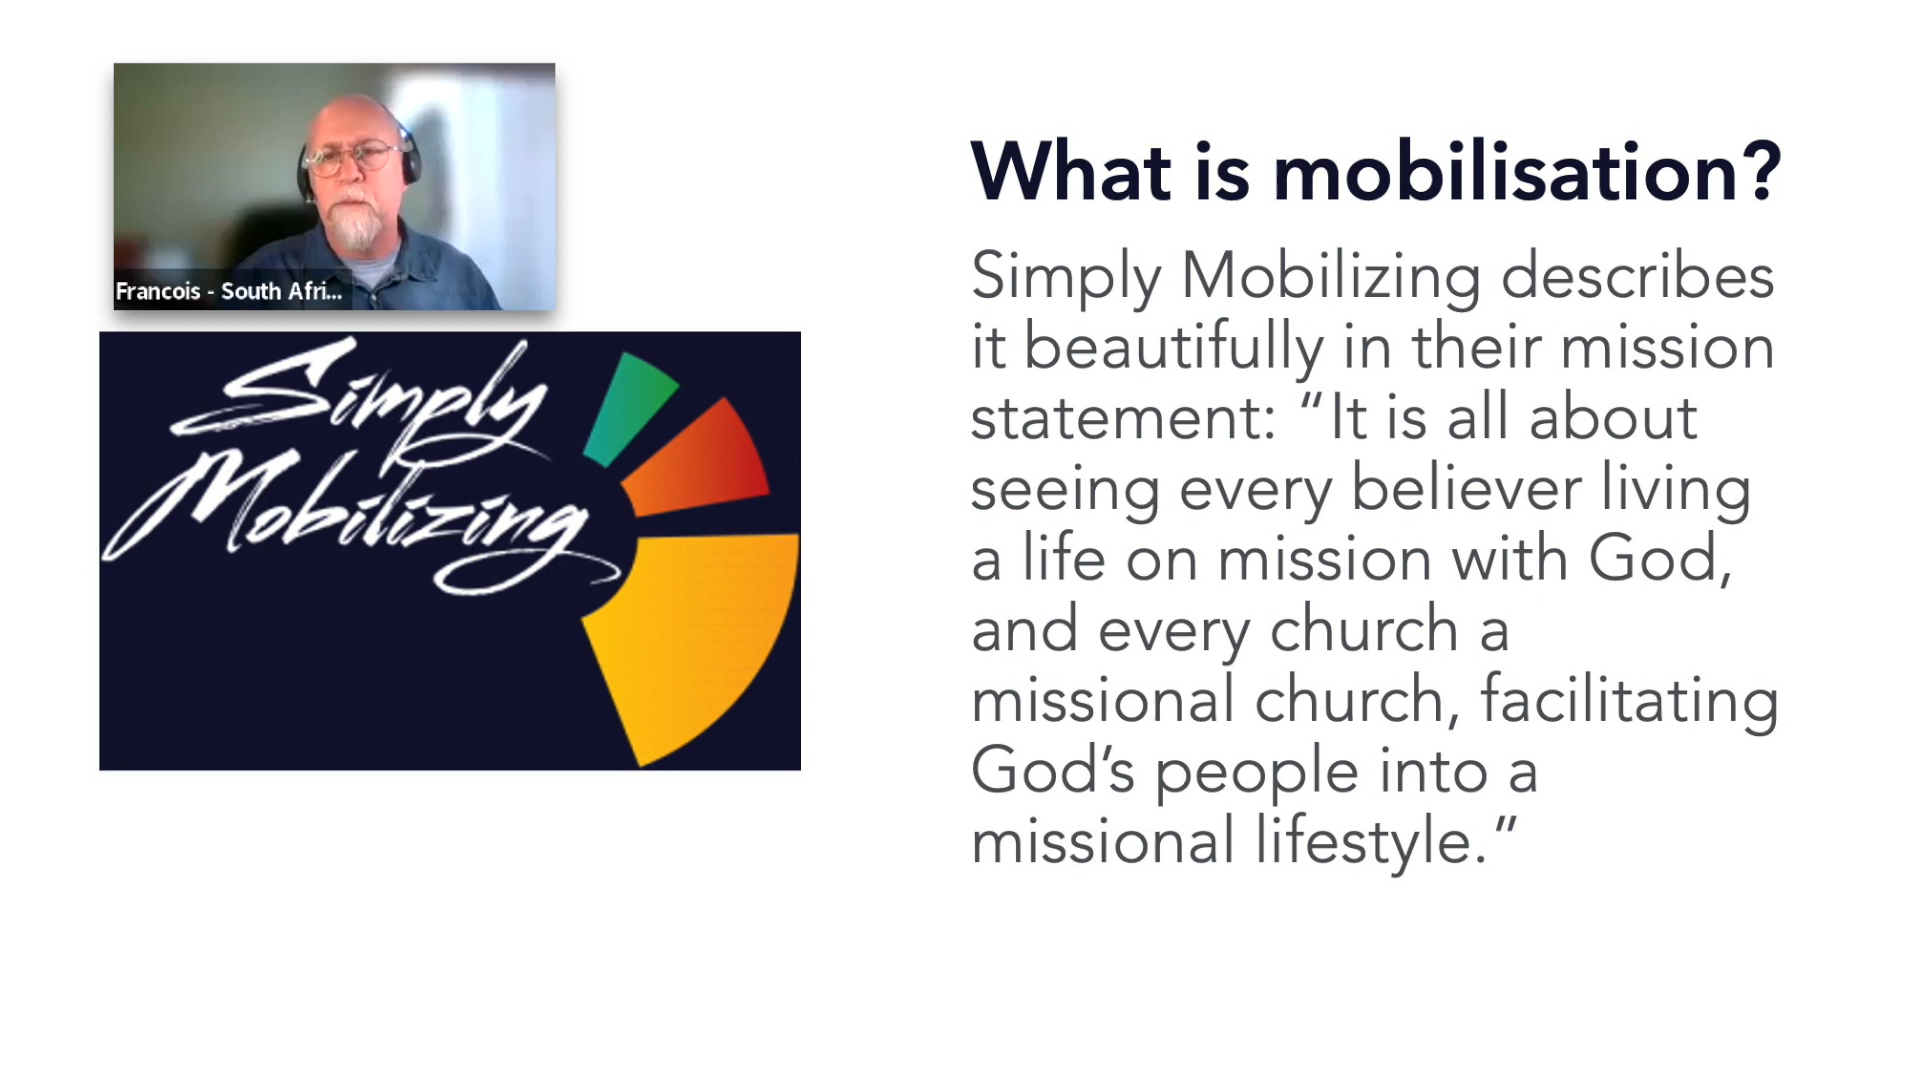 Francois - South Afri...
Simply
Mobilizing
What is mobilisation?
Simply Mobilizing describes
it beautifully in their mission
statement: “It is all about
seeing every believer living
a life on mission with God,
and every church a
missional church, facilitating
God’s people into a
missional lifestyle.”